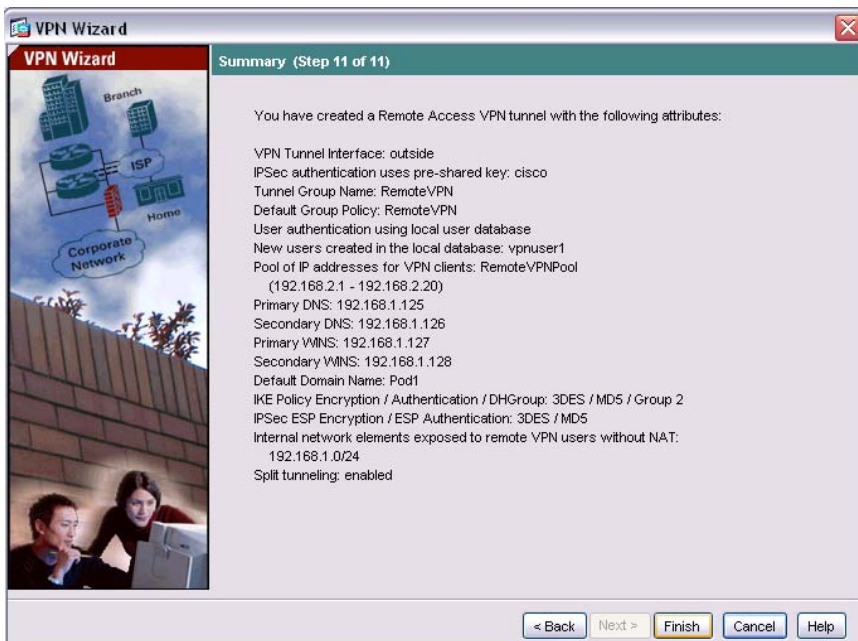 VPN Wizard
VPN Wizard
Branch
ISP
Home
Corporate
Network
Summary (Step 11 of 11)
You have created a Remote Access VPN tunnel with the following attributes:
VPN Tunnel Interface: outside
IPSec authentication uses pre-shared key: cisco
Tunnel Group Name: RemoteVPN
Default Group Policy: RemoteVPN
User authentication using local user database
New users created in the local database: vpnuser1
Pool of IP addresses for VPN clients: RemoteVPNPool
(192.168.2.1 - 192.168.2.20)
Primary DNS: 192.168.1.125
Secondary DNS: 192.168.1.126
Primary WINS: 192.168.1.127
Secondary WINS: 192.168.1.128
Default Domain Name: Pod1
IKE Policy Encryption / Authentication / DHGroup: 3DES / MD5 / Group 2
IPSec ESP Encryption / ESP Authentication: 3DES / MD5
Internal network elements exposed to remote VPN users without NAT:
192.168.1.0/24
Split tunneling: enabled
< Back Next > Finish Cancel Help